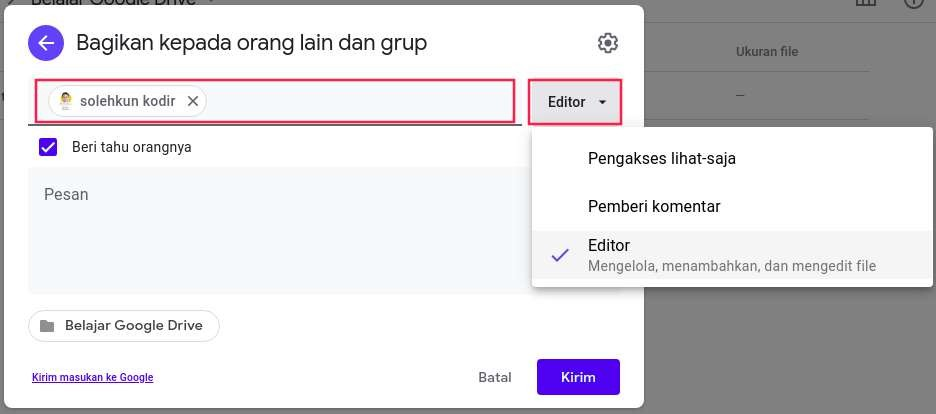 Belajar Google Drive
Bagikan kepada orang lain dan grup
Ukuran file
solehkun kodir
Editor
—
Beri tahu orangnya
Pengakses lihat-saja
Pesan
Pemberi komentar
Editor
Mengelola, menambahkan, dan mengedit file
Belajar Google Drive
Kirim masukan ke Google
Batal
Kirim